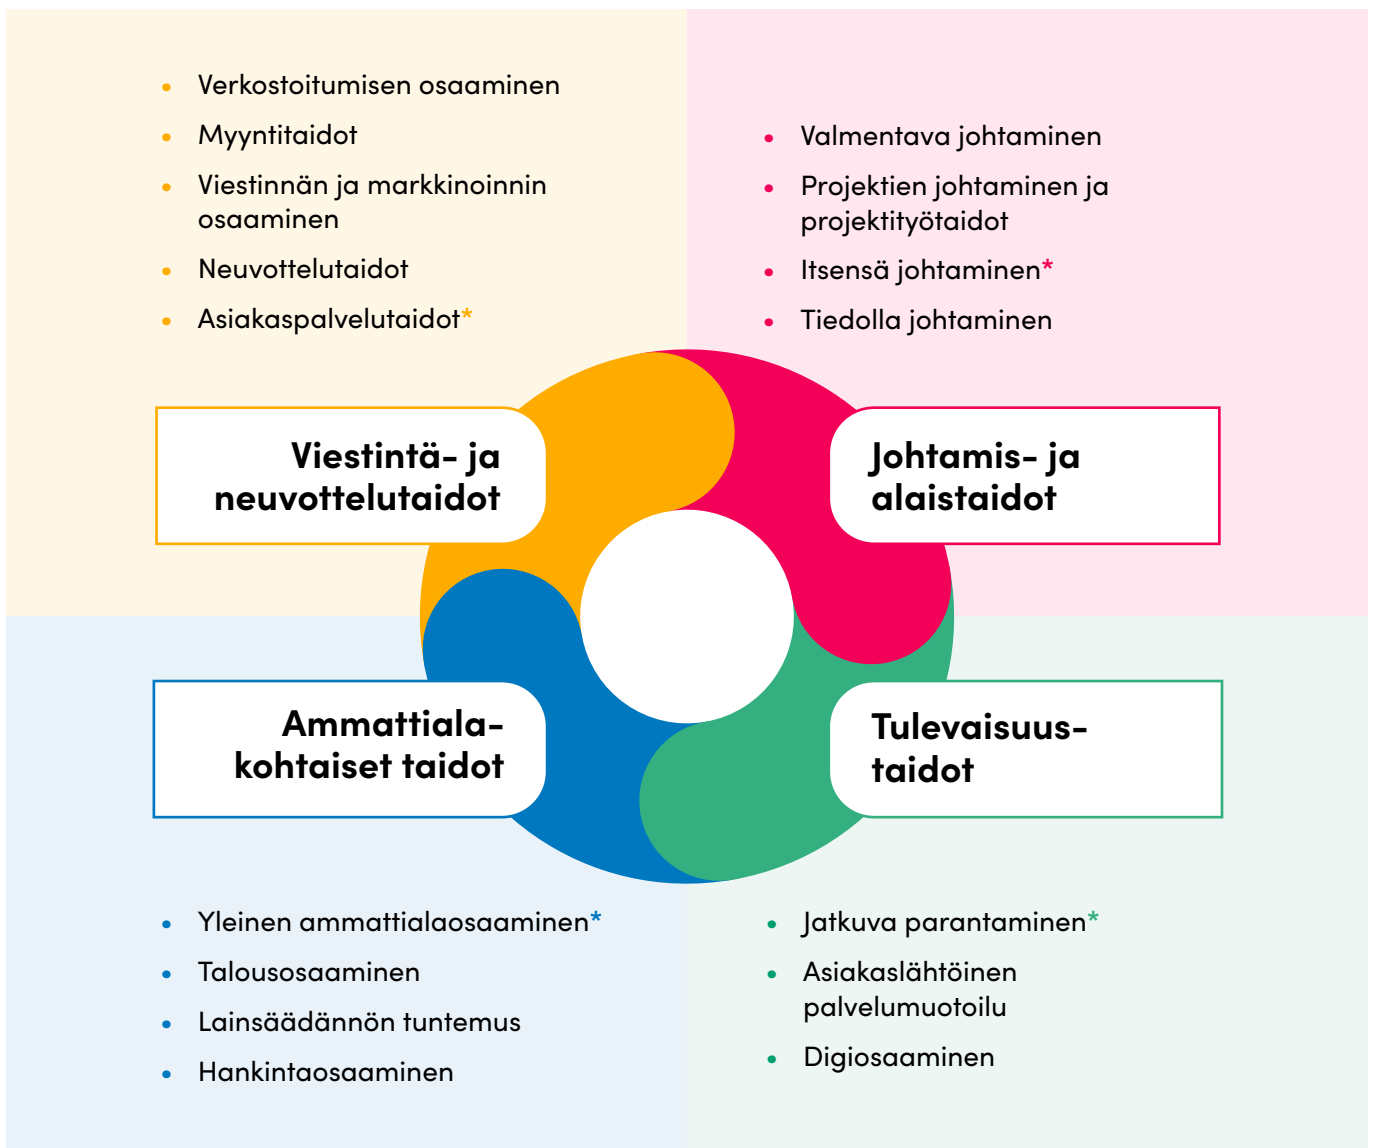 • Verkostoitumisen osaaminen
• Myyntitaidot
• Viestinnän ja markkinoinnin
osaaminen
• Neuvottelutaidot
• Asiakaspalvelutaidot*
• Valmentava johtaminen
• Projektien johtaminen ja
projektityötaidot
• Itsensä johtaminen*
• Tiedolla johtaminen
Viestintä- ja
neuvottelutaidot
Johtamis- ja
alaistaidot
Ammattiala-
kohtaiset taidot
Tulevaisuus-
taidot
• Yleinen ammattialaosaaminen*
• Talousosaaminen
• Lainsäädännön tuntemus
• Hankintaosaaminen
• Jatkuva parantaminen*
• Asiakaslähtöinen
palvelumuotoilu
• Digiosaaminen